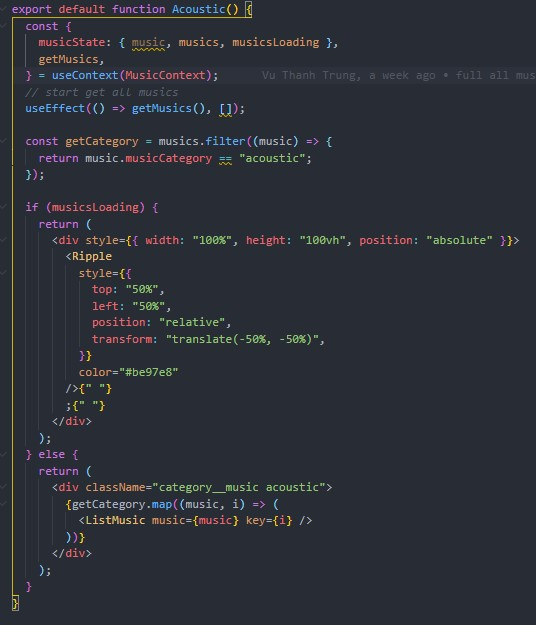 export default function Acoustic() {
  const {
    musicState: { music, musics, musicsLoading },
    getMusics,
  } = useContext(MusicContext);     Vu Thanh Trung, a week ago • full all mus
  // start get all musics
  useEffect(() => getMusics(), []);
  const getCategory = musics.filter((music) => {
    return music.musicCategory == "acoustic";
  });
  if (musicsLoading) {
    return (
      <div style={{ width: "100%", height: "100vh", position: "absolute" }}>
        <Ripple
          style={{
            top: "50%",
            left: "50%",
            position: "relative",
            transform: "translate(-50%, -50%)",
          }}
          color="#be97e8"
        />{" "}
        ;{" "}
      </div>
    );
  } else {
    return (
      <div className="category__music acoustic">
        {getCategory.map((music, i) => (
          <ListMusic music={music} key={i} />
        ))}
      </div>
    );
  }
}